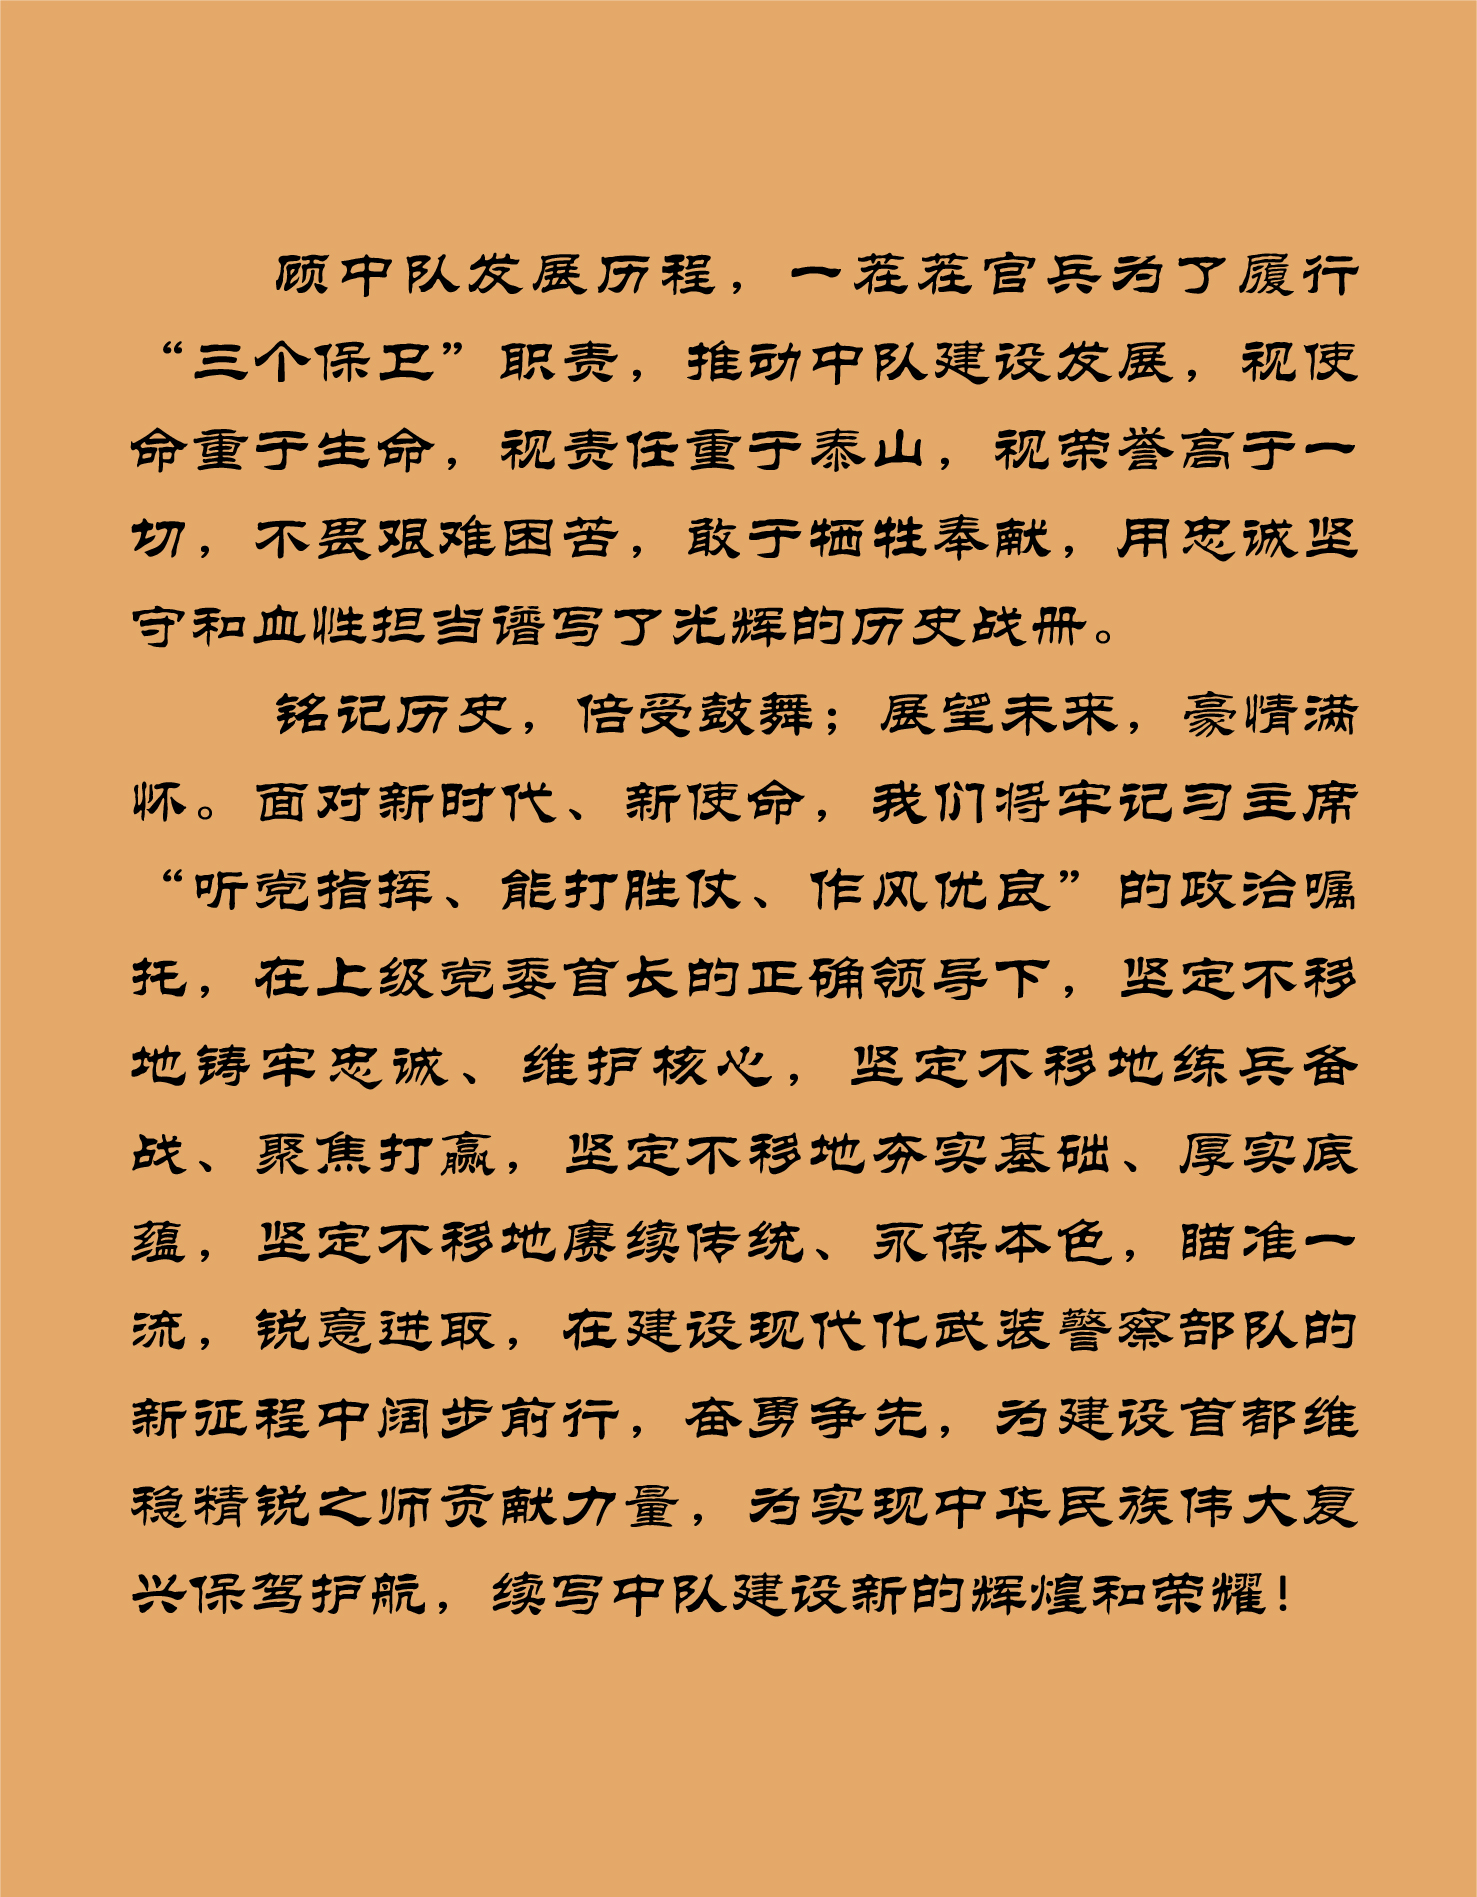 顾中队发展历程，一茬茬官兵为了履行
“三个保卫”职责，推动中队建设发展，视使
命重于生命，视责任重于泰山，视荣誉高于一
切，不畏艰难困苦，敢于牺牲奉献，用忠诚坚
守和血性担当谱写了光辉的历史战册。
铭记历史，倍受鼓舞；展望未来，豪情满
怀。面对新时代、新使命，我们将牢记习主席
“听党指挥、能打胜仗、作风优良”的政治嘱
托，在上级党委首长的正确领导下，坚定不移
地铸牢忠诚、维护核心，坚定不移地练兵备
战、聚焦打赢，坚定不移地夯实基础、厚实底
蕴，坚定不移地赓续传统、永葆本色，瞄准一
流，锐意进取，在建设现代化武装警察部队的
新征程中阔步前行，奋勇争先，为建设首都维
稳精锐之师贡献力量，为实现中华民族伟大复
兴保驾护航，续写中队建设新的辉煌和荣耀！